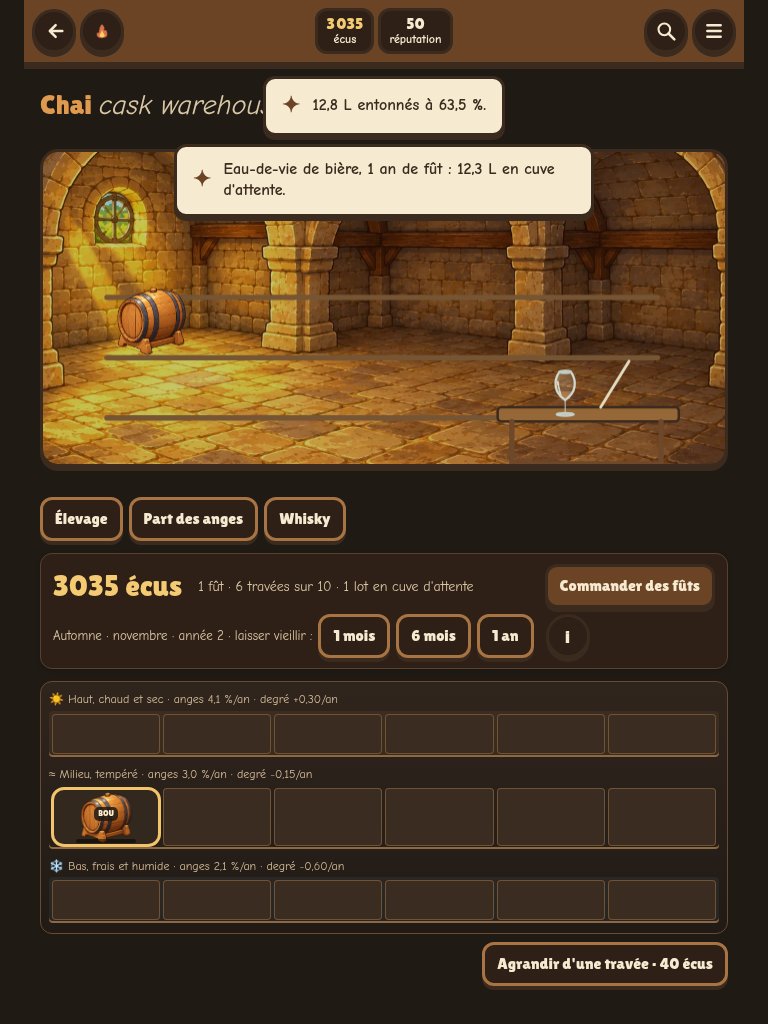 3 035
écus
50
réputation
Chai cask warehous
12,8 L entonnés à 63,5 %.
Eau-de-vie de bière, 1 an de fût : 12,3 L en cuve
d'attente.
Élevage
Part des anges
Whisky
3035 écus
1 fût · 6 travées sur 10 · 1 lot en cuve d'attente
Commander des fûts
Automne · novembre · année 2 · laisser vieillir :
1 mois
6 mois
1 an
i
Haut, chaud et sec · anges 4,1 %/an · degré +0,30/an
≈ Milieu, tempéré · anges 3,0 %/an · degré -0,15/an
BOU
Bas, frais et humide · anges 2,1 %/an · degré -0,60/an
Agrandir d'une travée · 40 écus